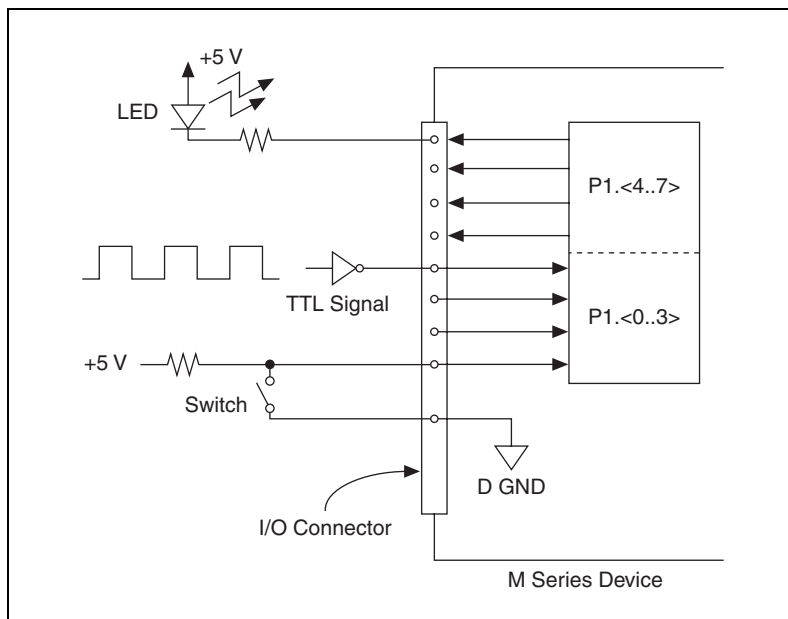 +5 V
LED
P1.<4..7>
TTL Signal
P1.<0..3>
+5 V
Switch
D GND
I/O Connector
M Series Device